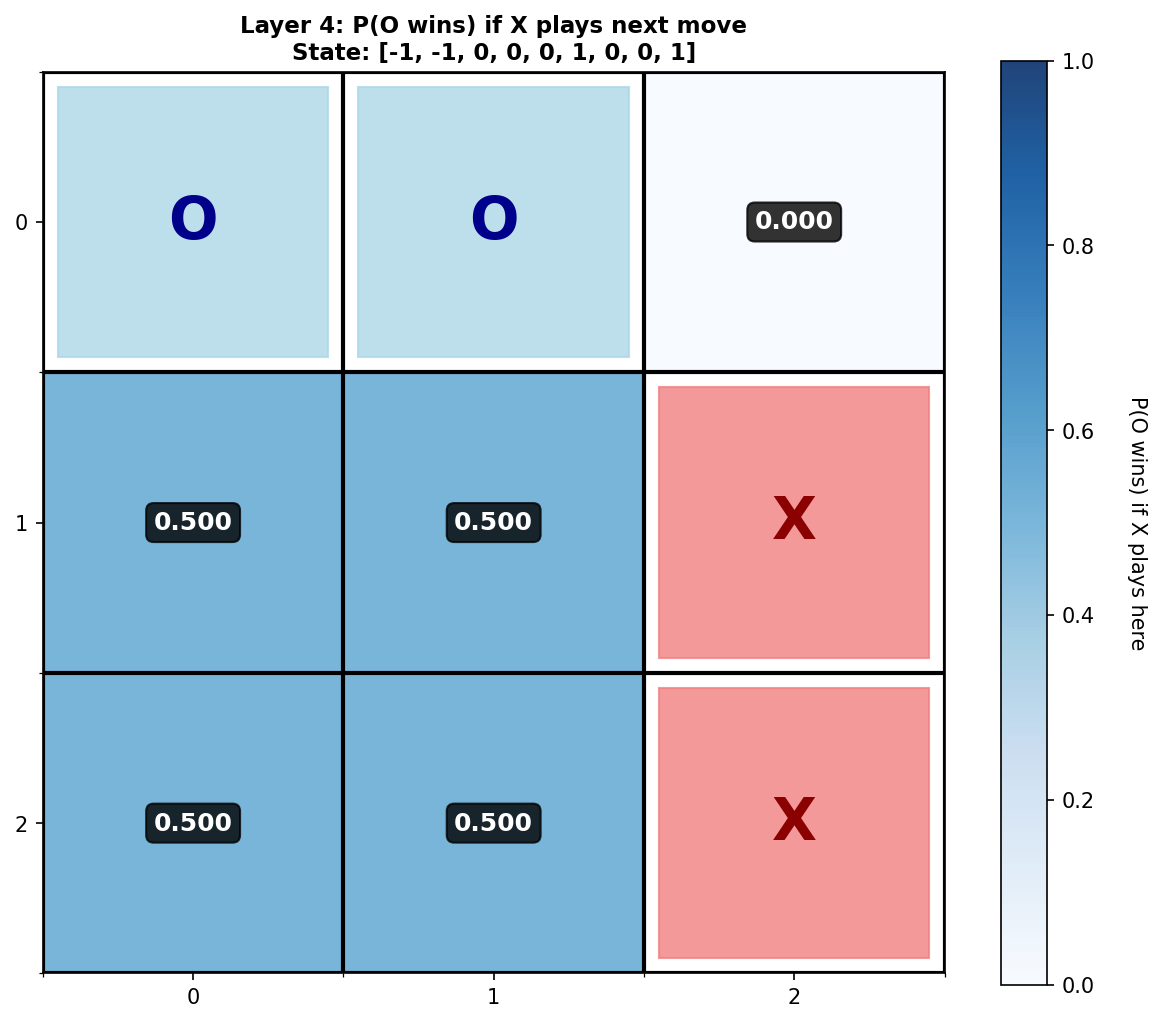 Layer 4: P(O wins) if X plays next move
State: [-1, -1, 0, 0, 0, 1, 0, 0, 1]
0
O
O
0.000
1
0.500
0.500
X
2
0.500
0.500
X
0
1
2
1.0
0.8
0.6
0.4
0.2
0.0
P(O wins) if X plays here